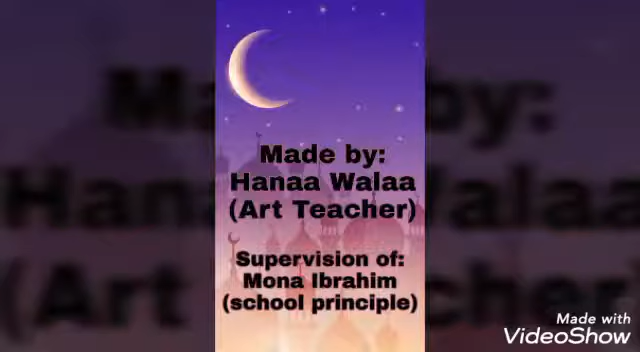 Made by:
Hanaa Walaa
(Art Teacher)
Supervision of:
Mona Ibrahim
(school principle)
Made with
VideoShow